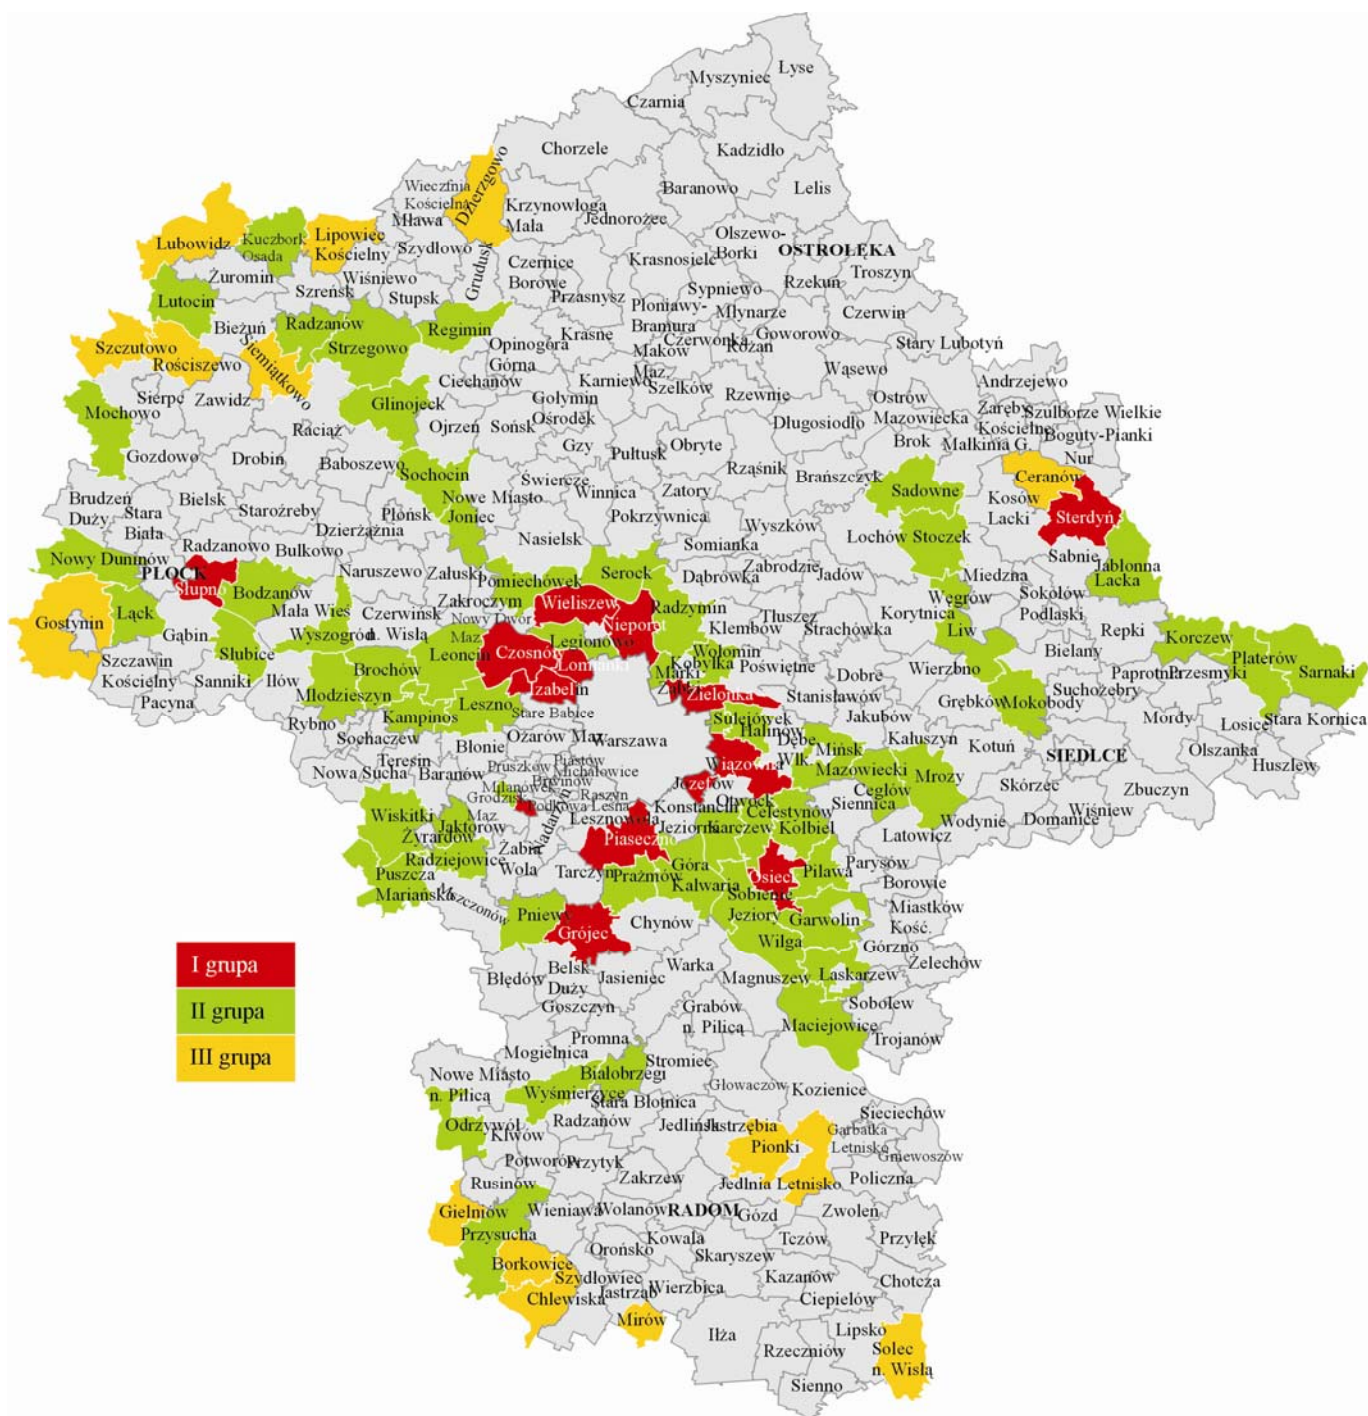 Łyse
Myszyniec
Czarnia
Chorzele
Kadzidło
Dzierzgowo
Baranowo
Lelis
Wieczfnia
Kościelna
Krzynowłoga
Mała
Jednorożec
Mława
Lubowidz
Kuczbork
Osada
Lipowiec
Kościelny
Szydłowo
Olszewo-
Borki
OSTROŁĘKA
Krasnosielc
Czernice
Borowe
Grudusk
Troszyn
Żuromin
Wiśniewo
Szreńsk
Stupsk
Przasnysz
Sypniewo
Rzekuń
Lutocin
Płoniawy-
Bramura
Młynarze
Czerwin
Bieżuń
Radzanów
Regimin
Krasne
Czerwonka
Różan
Goworowo
Strzegowo
Opinogóra
Górna
Maków
Maz.
Stary Lubotyń
Szczutowo
Rościszewo
Siemiątkowo
Wąsewo
Ciechanów
Karniewo
Szelków
Andrzejewo
Sierpc
Zawidz
Glinojeck
Gołymin
Ośrodek
Rzewnie
Ostrów
Mazowiecka
Zaręby
Kościelne
Szulborze Wielkie
Mochowo
Raciąż
Ojrzeń
Sońsk
Długosiodło
Boguty-Pianki
Brok
Małkinia G.
Gzy
Pułtusk
Obryte
Gozdowo
Drobin
Baboszewo
Nur
Rząśnik
Brańszczyk
Sochocin
Świercze
Ceranów
Nowe Miasto
Winnica
Zatory
Sadowne
Kosów
Lacki
Brudzeń
Duży
Bielsk
Staroźreby
Stara
Biała
Płońsk
Joniec
Pokrzywnica
Wyszków
Sterdyń
Dzierżążnia
Nasielsk
Somianka
Łochów
Stoczek
Sabnie
Radzanowo
Bulkowo
Nowy Duninów
PŁOCK
Słupno
Naruszewo
Załuski
Pomiechówek
Serock
Dąbrówka
Zabrodzie
Jadów
Miedzna
Jabłonna
Lacka
Bodzanów
Zakroczym
Wieliszew
Radzymin
Węgrów
Sokołów
Podlaski
Gostynin
Łąck
Mała Wieś
Czerwińsk
n. Wisłą
Nowy Dwór
Maz.
Nieporęt
Klembów
Tłuszcz
Korytnica
Gąbin
Wyszogród
Legionowo
Strachówka
Liw
Repki
Korczew
Słubice
Leoncin
Czosnów
Łomianki
Wołomin
Bielany
Platerów
Szczawin
Kościelny
Sanniki
Iłów
Brochów
Kobyłka
Poświętne
Wierzbno
Paprotnia
Przesmyki
Sarnaki
Pacyna
Młodzieszyn
Izabelin
Marki
Ząbki
Zielonka
Dobre
Stanisławów
Grębków
Mokobody
Suchożebry
Rybno
Kampinos
Leszno
Stare Babice
Sulejówek
Jakubów
Mordy
Łosice
Stara Kornica
Sochaczew
Błonie
Ożarów Maz.
Warszawa
Halinów
Dębe
Wlk.
Kałuszyn
Kotuń
SIEDLCE
Olszanka
Huszlew
Teresin
Baranów
Pruszków
Piastów
Michałowice
Brwinów
Wiązowna
Mińsk
Mazowiecki
Nowa Sucha
Milanówek
Grodzisk
Maz.
Raszyn
Podkowa Leśna
Józefów
Otwock
Mrozy
Cegłów
Skórzec
Zbuczyn
Wiskitki
Jaktorów
Nadarzyn
Konstancin
Jeziorna
Lesznowola
Celestynów
Siennica
Wiśniew
Domanice
Wodynie
Żyrardów
Karczew
Kołbiel
Latowicz
Radziejowice
Żabia
Wola
Piaseczno
Puszcza
Mariańska
Tarczyn
Prażmów
Góra
Kalwaria
Osieck
Pilawa
Parysów
Borowie
Mszczonów
Sobienie
Jeziory
Miastków
Kość.
Pniewy
Grójec
Chynów
Garwolin
Wilga
Górzno
Belsk
Duży
Warka
Żelechów
Błędów
Jasieniec
Magnuszew
Łaskarzew
Goszczyn
Grabów
n. Pilicą
Sobolew
Maciejowice
Trojanów
Promna
Mogielnica
Stromiec
Nowe Miasto
n. Pilicą
Białobrzegi
Głowaczów
Kozienice
Wyśmierzyce
Stara Błotnica
Sieciechów
Odrzywół
Klwów
Radzanów
Jedlińsk
Jastrzębia
Garbatka
Letnisko
Pionki
Gniewoszów
Potworów
Przytyk
Rusinów
Zakrzew
Jedlnia Letnisko
Policzna
Gielniów
Wieniawa
Wolanów
RADOM
Gózd
Zwoleń
Przysucha
Kowala
Tczów
Przyłęk
Orońsko
Skaryszew
Borkowice
Szydłowiec
Kazanów
Chotcza
Chlewiska
Jastrząb
Wierzbica
Ciepielów
Mirów
Iłża
Lipsko
Solec
n. Wisłą
Rzeczniów
Sienno
I grupa
II grupa
III grupa